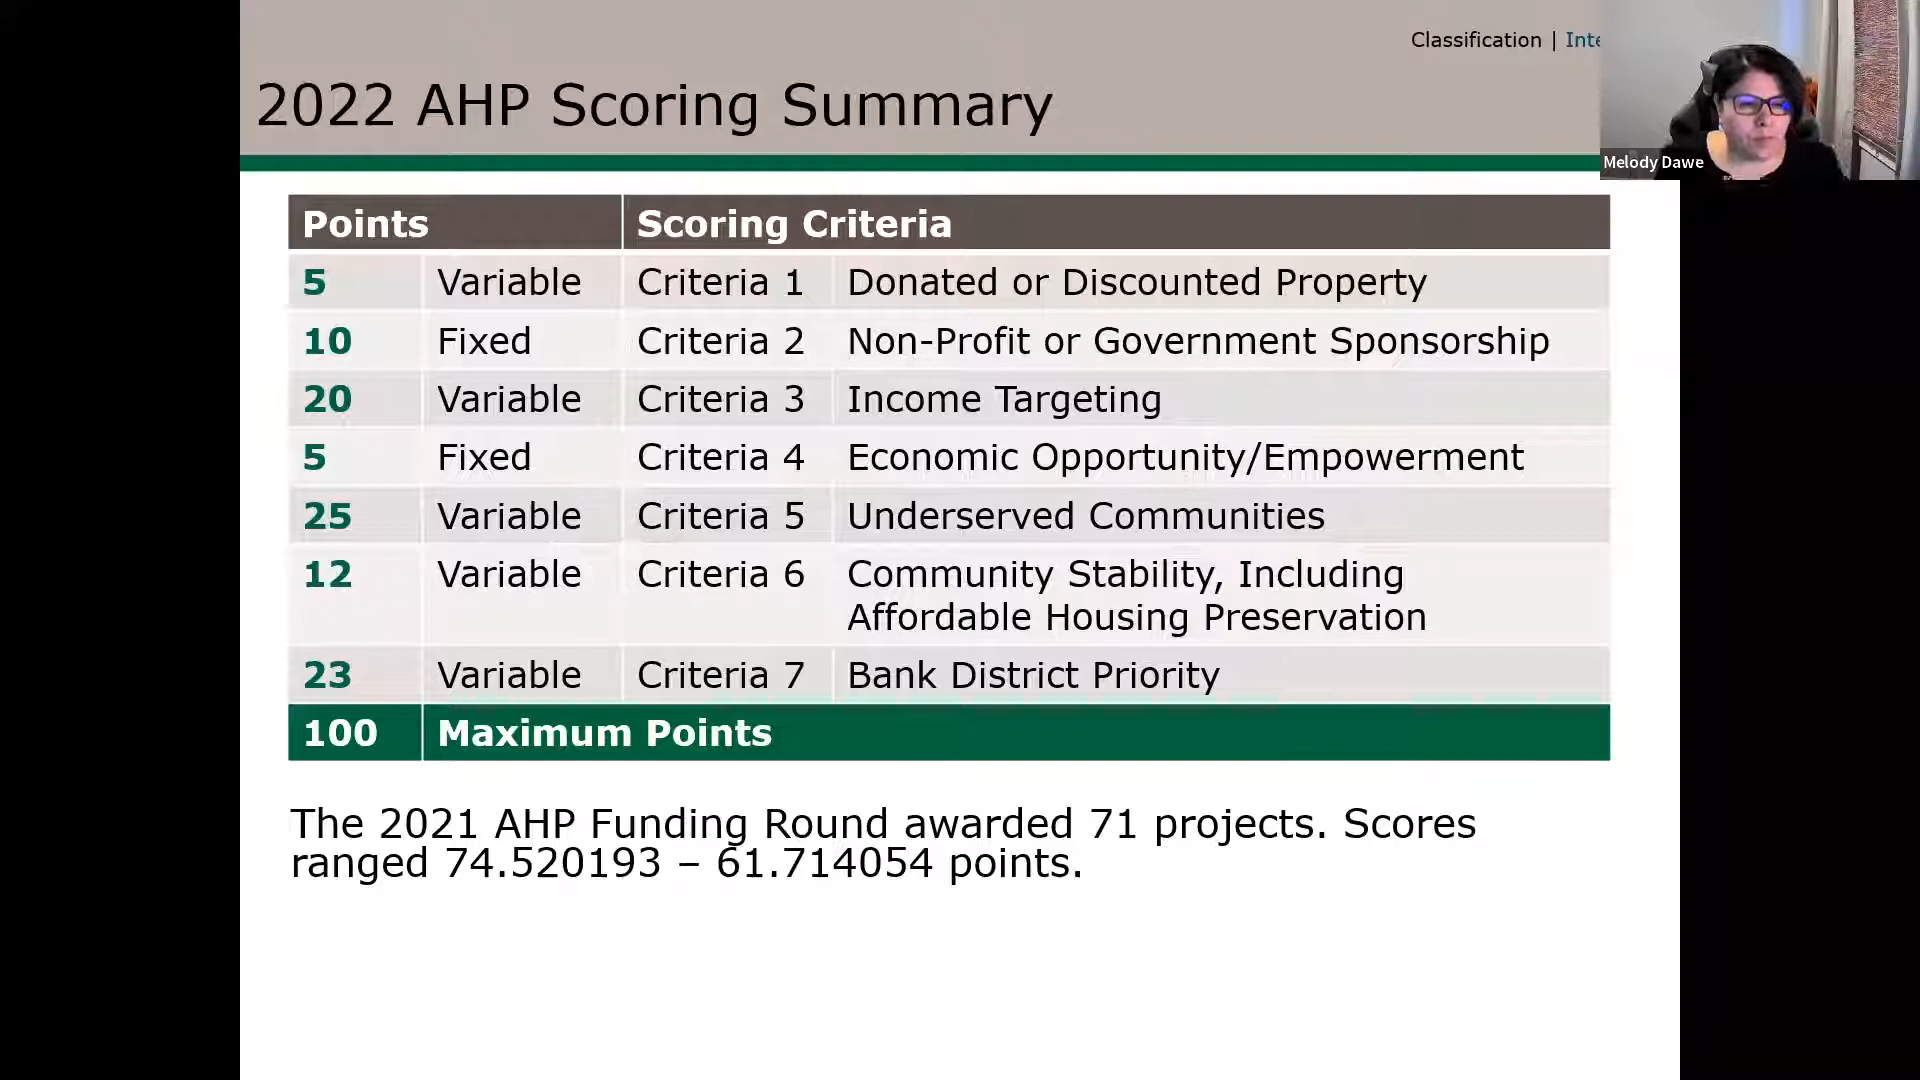 Classification | Inte
2022 AHP Scoring Summary
Melody Dawe
Points Scoring Criteria
5 Variable Criteria 1 Donated or Discounted Property
10 Fixed Criteria 2 Non-Profit or Government Sponsorship
20 Variable Criteria 3 Income Targeting
5 Fixed Criteria 4 Economic Opportunity/Empowerment
25 Variable Criteria 5 Underserved Communities
12 Variable Criteria 6 Community Stability, Including
Affordable Housing Preservation
23 Variable Criteria 7 Bank District Priority
100 Maximum Points
The 2021 AHP Funding Round awarded 71 projects. Scores
ranged 74.520193 – 61.714054 points.